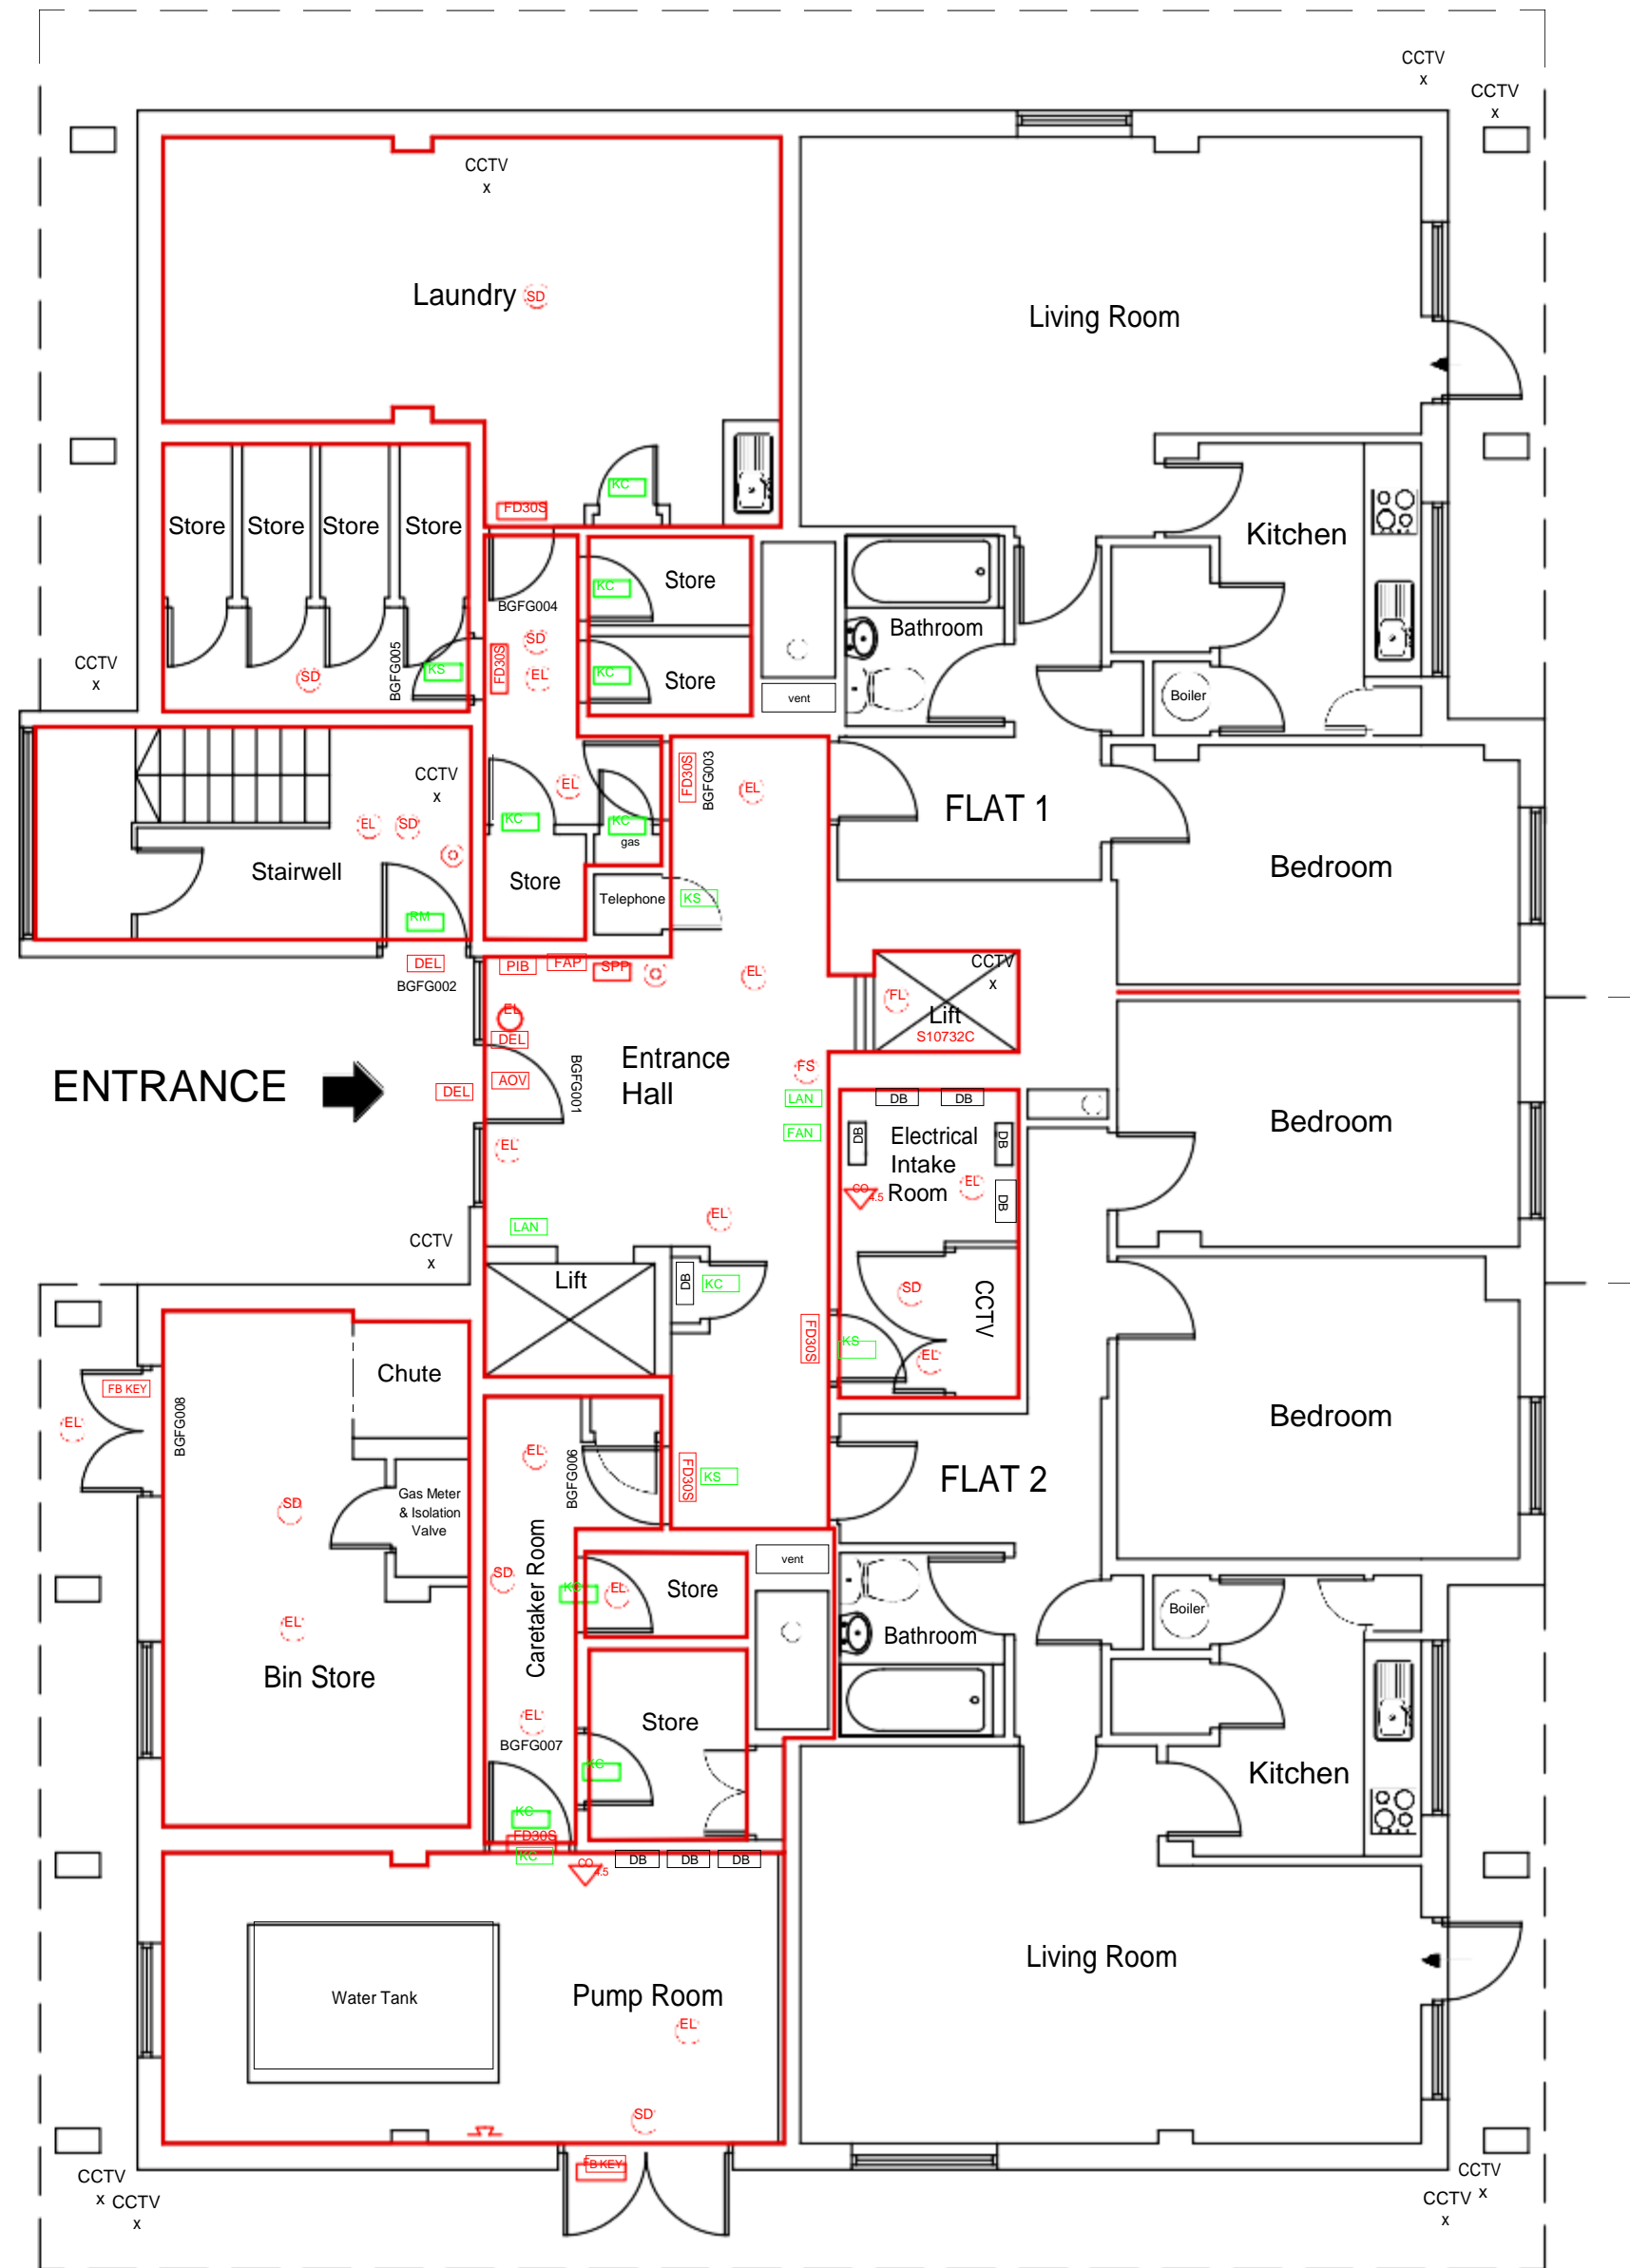 CCTV
x
CCTV
x
CCTV
x
Laundry SD
Living Room
KC
FD30S
Store
Store
Store
Store
Kitchen
KC
Store
BGFG004
Bathroom
SD
EL
FD30S
BGFG005
KS
SD
CCTV
x
KC
Store
vent
Boiler
CCTV
x
EL
SD
Stairwell
RM
EL
KC
KC
gas
Store
Telephone
KS
FD30S
BGFG003
EL
FLAT 1
Bedroom
DEL
BGFG002
PIB
FAP
SPP
EL
EL
DEL
AOV
DEL
BGFG001
ENTRANCE
Entrance
Hall
CCTV
x
FL
Lift
S10732C
FS
LAN
FAN
DB
DB
DB
DB
DB
Electrical
Intake
Room
EL
CO
4.5
Bedroom
EL
LAN
EL
CCTV
x
Lift
DB
KC
SD
CCTV
KS
EL
FD30S
Chute
FB KEY
EL
BGFG008
Bedroom
FD30S
KS
EL
BGFG006
FLAT 2
Gas Meter
& Isolation
Valve
SD
EL
Bin Store
Caretaker Room
SD
KC
EL
Store
vent
Boiler
Bathroom
Store
EL
BGFG007
KC
KC
FD30S
KC
CO
4.5
DB
DB
DB
Kitchen
Water Tank
Pump Room
EL
Living Room
SD
FB KEY
CCTV
x
CCTV
x
CCTV
x
CCTV
x